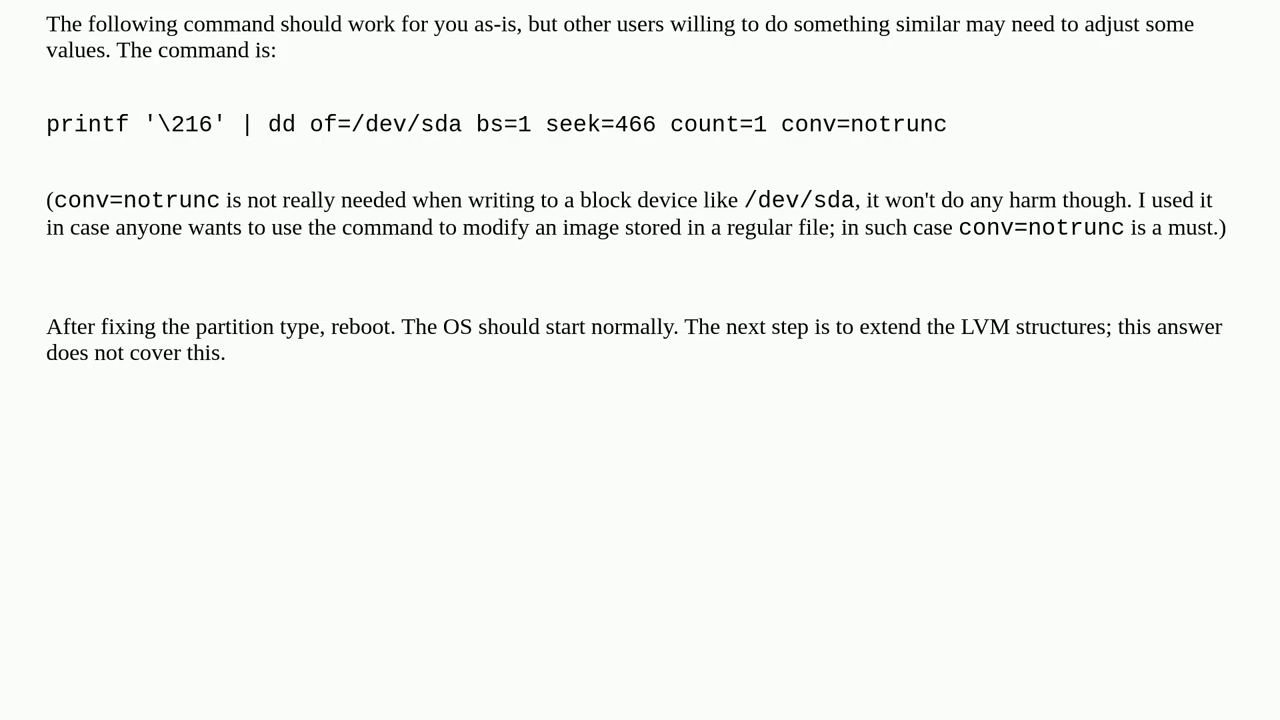 The following command should work for you as-is, but other users willing to do something similar may need to adjust some
values. The command is:
printf '\216' | dd of=/dev/sda bs=1 seek=466 count=1 conv=notrunc
(conv=notrunc is not really needed when writing to a block device like /dev/sda, it won't do any harm though. I used it
in case anyone wants to use the command to modify an image stored in a regular file; in such case conv=notrunc is a must.)
After fixing the partition type, reboot. The OS should start normally. The next step is to extend the LVM structures; this answer
does not cover this.